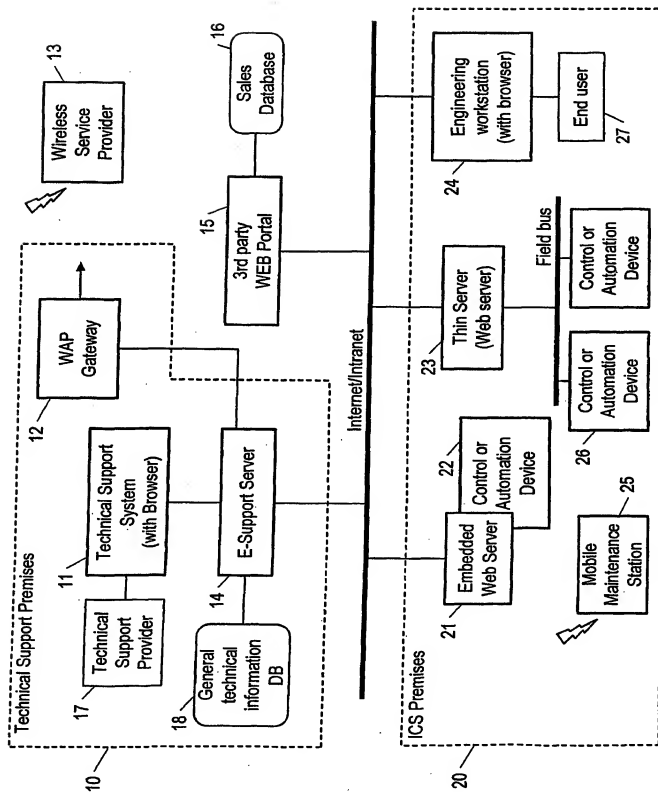 Technical Support Premises
10
17
Technical
Support
Provider
11
Technical Support
System
(with Browser)
12
WAP
Gateway
13
Wireless
Service
Provider
18
General
technical
information
DB
14
E-Support Server
15
3rd party
WEB Portal
16
Sales
Database
Internet/Intranet
ICS Premises
20
21
Embedded
Web Server
22
Control or
Automation
Device
23
Thin Server
(Web server)
24
Engineering
workstation
(with browser)
End user
27
Field bus
25
Mobile
Maintenance
Station
Control or
Automation
Device
26
Control or
Automation
Device